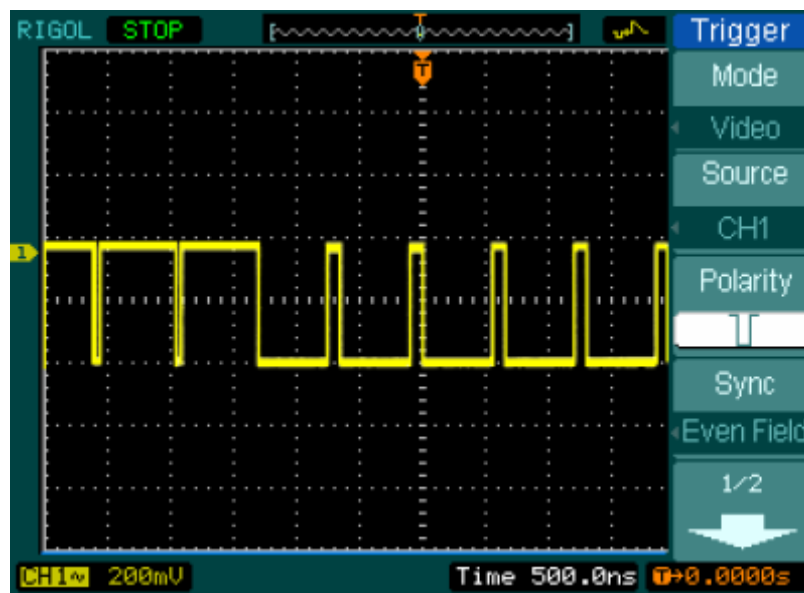 RIGOL STOP T Trigger
T
Mode
Video
Source
CH1
1
Polarity
Sync
Even Field
1/2
CH1~ 200mV Time 500.0ns T→0.0000s